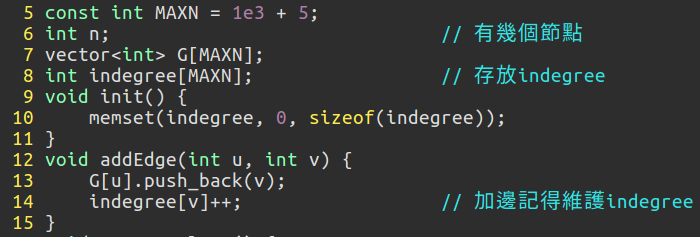 5 const int MAXN = 1e3 + 5;
6 int n; // 有幾個節點
7 vector<int> G[MAXN];
8 int indegree[MAXN]; // 存放indegree
9 void init() {
10 memset(indegree, 0, sizeof(indegree));
11 }
12 void addEdge(int u, int v) {
13 G[u].push_back(v);
14 indegree[v]++; // 加邊記得維護indegree
15 }